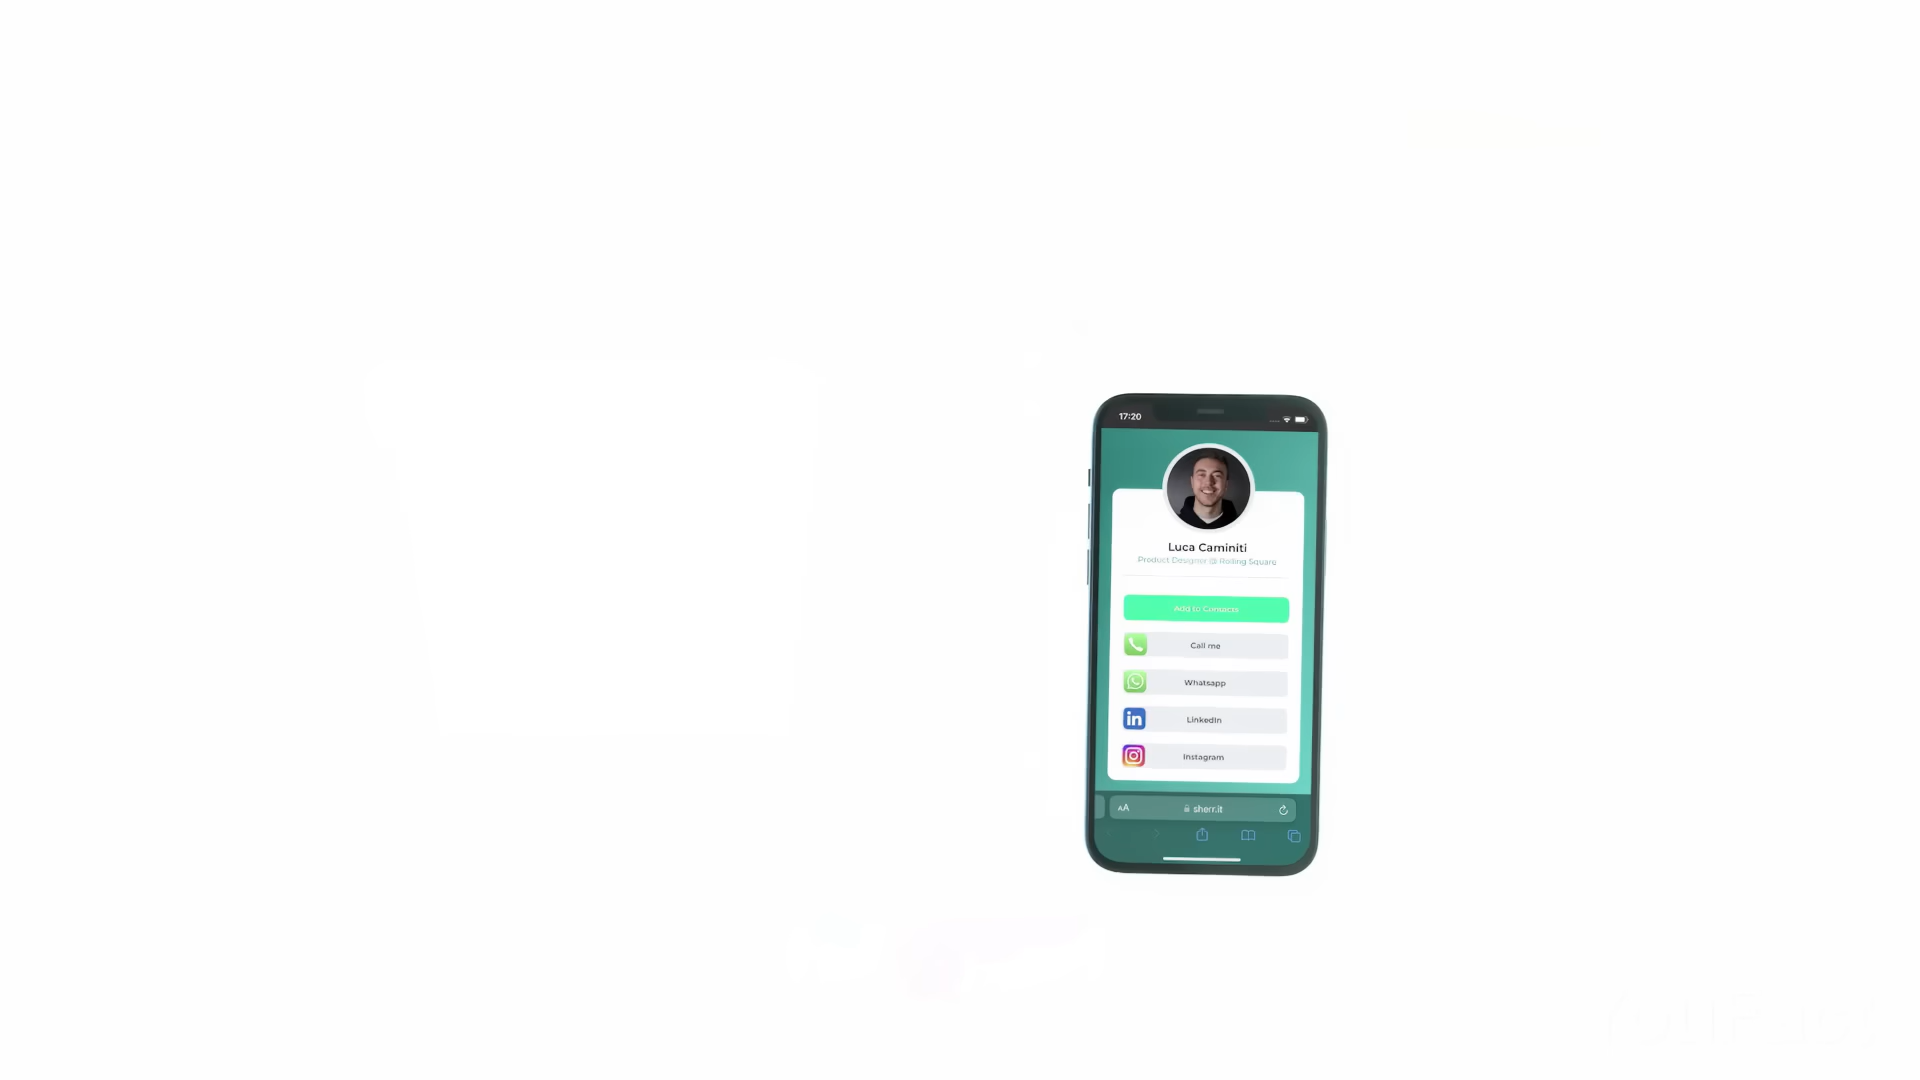 17:20
Luca Caminiti
Product Designer @ Rolling Square
Add to Contacts
Call me
Whatsapp
in LinkedIn
Instagram
AA sherr.it